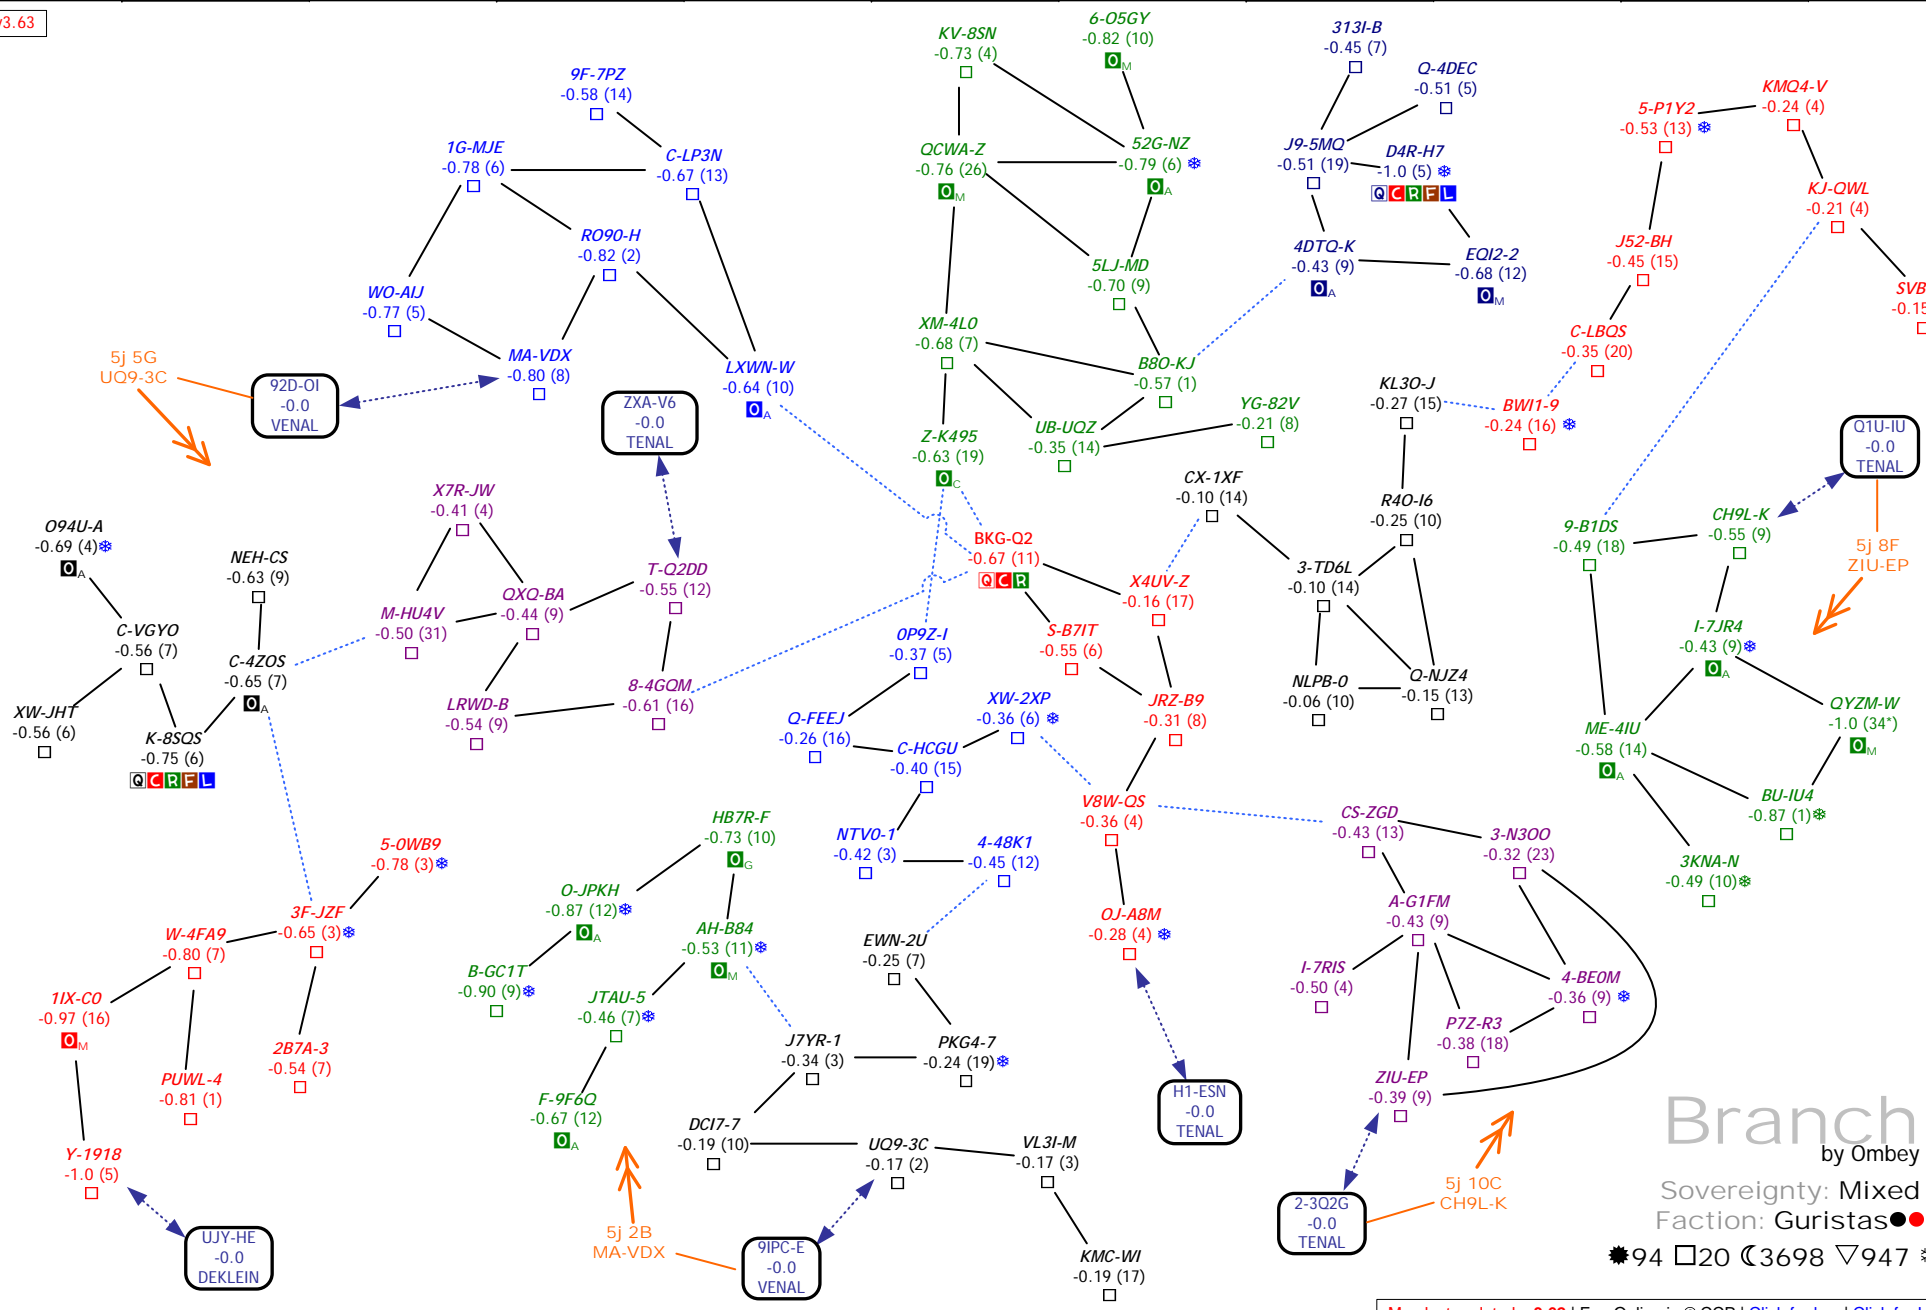 v3.63
KV-8SN
-0.73 (4)
6-O5GY
-0.82 (10)
O M
313I-B
-0.45 (7)
Q-4DEC
-0.51 (5)
9F-7PZ
-0.58 (14)
KMQ4-V
-0.24 (4)
5-P1Y2
-0.53 (13)
1G-MJE
-0.78 (6)
C-LP3N
-0.67 (13)
QCWA-Z
-0.76 (26)
O M
52G-NZ
-0.79 (6)
O A
J9-5MQ
-0.51 (19)
D4R-H7
-1.0 (5)
Q C R F L
KJ-QWL
-0.21 (4)
RO90-H
-0.82 (2)
4DTQ-K
-0.43 (9)
O A
EQI2-2
-0.68 (12)
O M
J52-BH
-0.45 (15)
5LJ-MD
-0.70 (9)
WO-AIJ
-0.77 (5)
SVB
-0.15
XM-4L0
-0.68 (7)
C-LBQS
-0.35 (20)
5j 5G
UQ9-3C
92D-OI
-0.0
VENAL
MA-VDX
-0.80 (8)
LXWN-W
-0.64 (10)
O A
B8O-KJ
-0.57 (1)
KL3O-J
-0.27 (15)
ZXA-V6
-0.0
TENAL
YG-82V
-0.21 (8)
BWI1-9
-0.24 (16)
Z-K495
-0.63 (19)
O C
UB-UQZ
-0.35 (14)
Q1U-IU
-0.0
TENAL
X7R-JW
-0.41 (4)
CX-1XF
-0.10 (14)
R4O-I6
-0.25 (10)
O94U-A
-0.69 (4)
O A
NEH-CS
-0.63 (9)
BKG-Q2
-0.67 (11)
Q C R
9-B1DS
-0.49 (18)
CH9L-K
-0.55 (9)
5j 8F
ZIU-EP
T-Q2DD
-0.55 (12)
3-TD6L
-0.10 (14)
M-HU4V
-0.50 (31)
QXQ-BA
-0.44 (9)
X4UV-Z
-0.16 (17)
C-VGYO
-0.56 (7)
C-4ZOS
-0.65 (7)
O A
0P9Z-I
-0.37 (5)
S-B7IT
-0.55 (6)
I-7JR4
-0.43 (9)
O A
NLPB-0
-0.06 (10)
Q-NJZ4
-0.15 (13)
LRWD-B
-0.54 (9)
8-4GQM
-0.61 (16)
XW-2XP
-0.36 (6)
JRZ-B9
-0.31 (8)
QYZM-W
-1.0 (34*)
O M
XW-JHT
-0.56 (6)
K-8SQS
-0.75 (6)
Q C R F L
Q-FEEJ
-0.26 (16)
C-HCGU
-0.40 (15)
ME-4IU
-0.58 (14)
O A
V8W-QS
-0.36 (4)
CS-ZGD
-0.43 (13)
BU-IU4
-0.87 (1)
HB7R-F
-0.73 (10)
O G
NTV0-1
-0.42 (3)
4-48K1
-0.45 (12)
3-N3OO
-0.32 (23)
5-0WB9
-0.78 (3)
3KNA-N
-0.49 (10)
O-JPKH
-0.87 (12)
O A
3F-JZF
-0.65 (3)
A-G1FM
-0.43 (9)
OJ-A8M
-0.28 (4)
W-4FA9
-0.80 (7)
AH-B84
-0.53 (11)
O M
EWN-2U
-0.25 (7)
B-GC1T
-0.90 (9)
I-7RIS
-0.50 (4)
4-BE0M
-0.36 (9)
1IX-C0
-0.97 (16)
O M
JTAU-5
-0.46 (7)
J7YR-1
-0.34 (3)
PKG4-7
-0.24 (19)
P7Z-R3
-0.38 (18)
2B7A-3
-0.54 (7)
PUWL-4
-0.81 (1)
F-9F6Q
-0.67 (12)
O A
ZIU-EP
-0.39 (9)
H1-ESN
-0.0
TENAL
DCI7-7
-0.19 (10)
UQ9-3C
-0.17 (2)
VL3I-M
-0.17 (3)
Branch
by Ombey
Y-1918
-1.0 (5)
5j 10C
CH9L-K
2-3Q2G
-0.0
TENAL
Sovereignty: Mixed
Faction: Guristas
UJY-HE
-0.0
DEKLEIN
5j 2B
MA-VDX
9IPC-E
-0.0
VENAL
KMC-WI
-0.19 (17)
94 20 3698 947